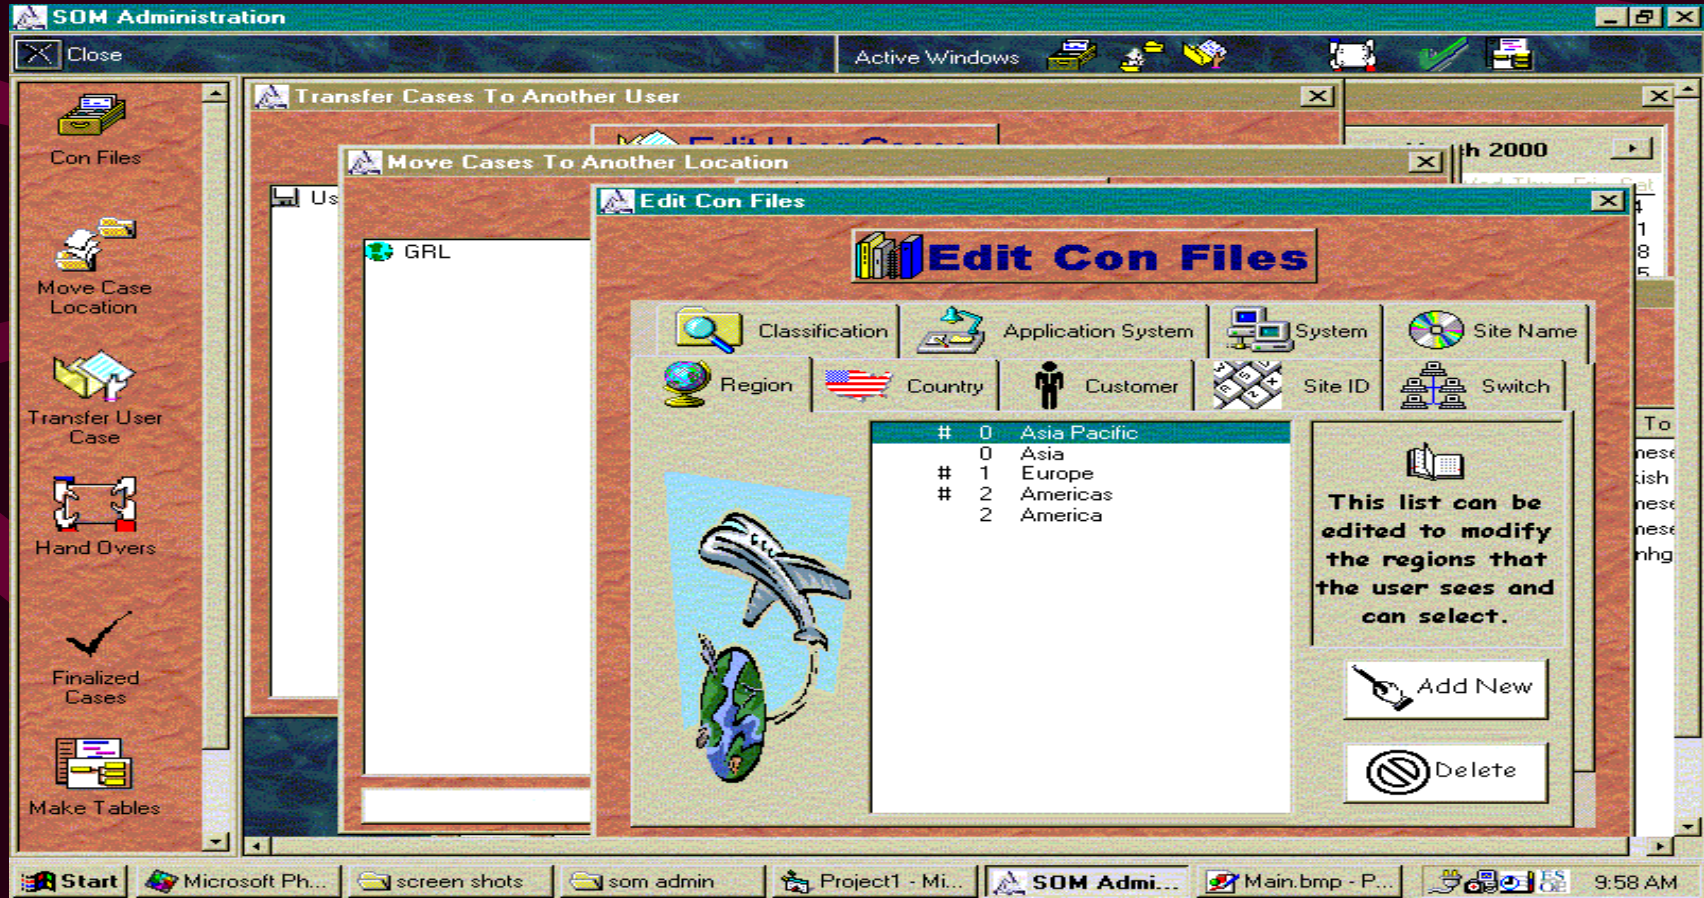 SOM Administration
Close
Active Windows
Con Files
Move Case
Location
Transfer User
Case
Hand Overs
Finalized
Cases
Make Tables
Transfer Cases To Another User
Edit User Cases
Us
Move Cases To Another Location
GRL
2000
Edit Con Files
Edit Con Files
Classification
Application System
System
Site Name
Region
Country
Customer
Site ID
Switch
# 0 Asia Pacific
0 Asia
# 1 Europe
# 2 Americas
2 America
This list can be
edited to modify
the regions that
the user sees and
can select.
Add New
Delete
To
Start
Microsoft Ph...
screen shots
som admin
Project1 - Mi...
SOM Admi...
Main.bmp - P...
9:58 AM